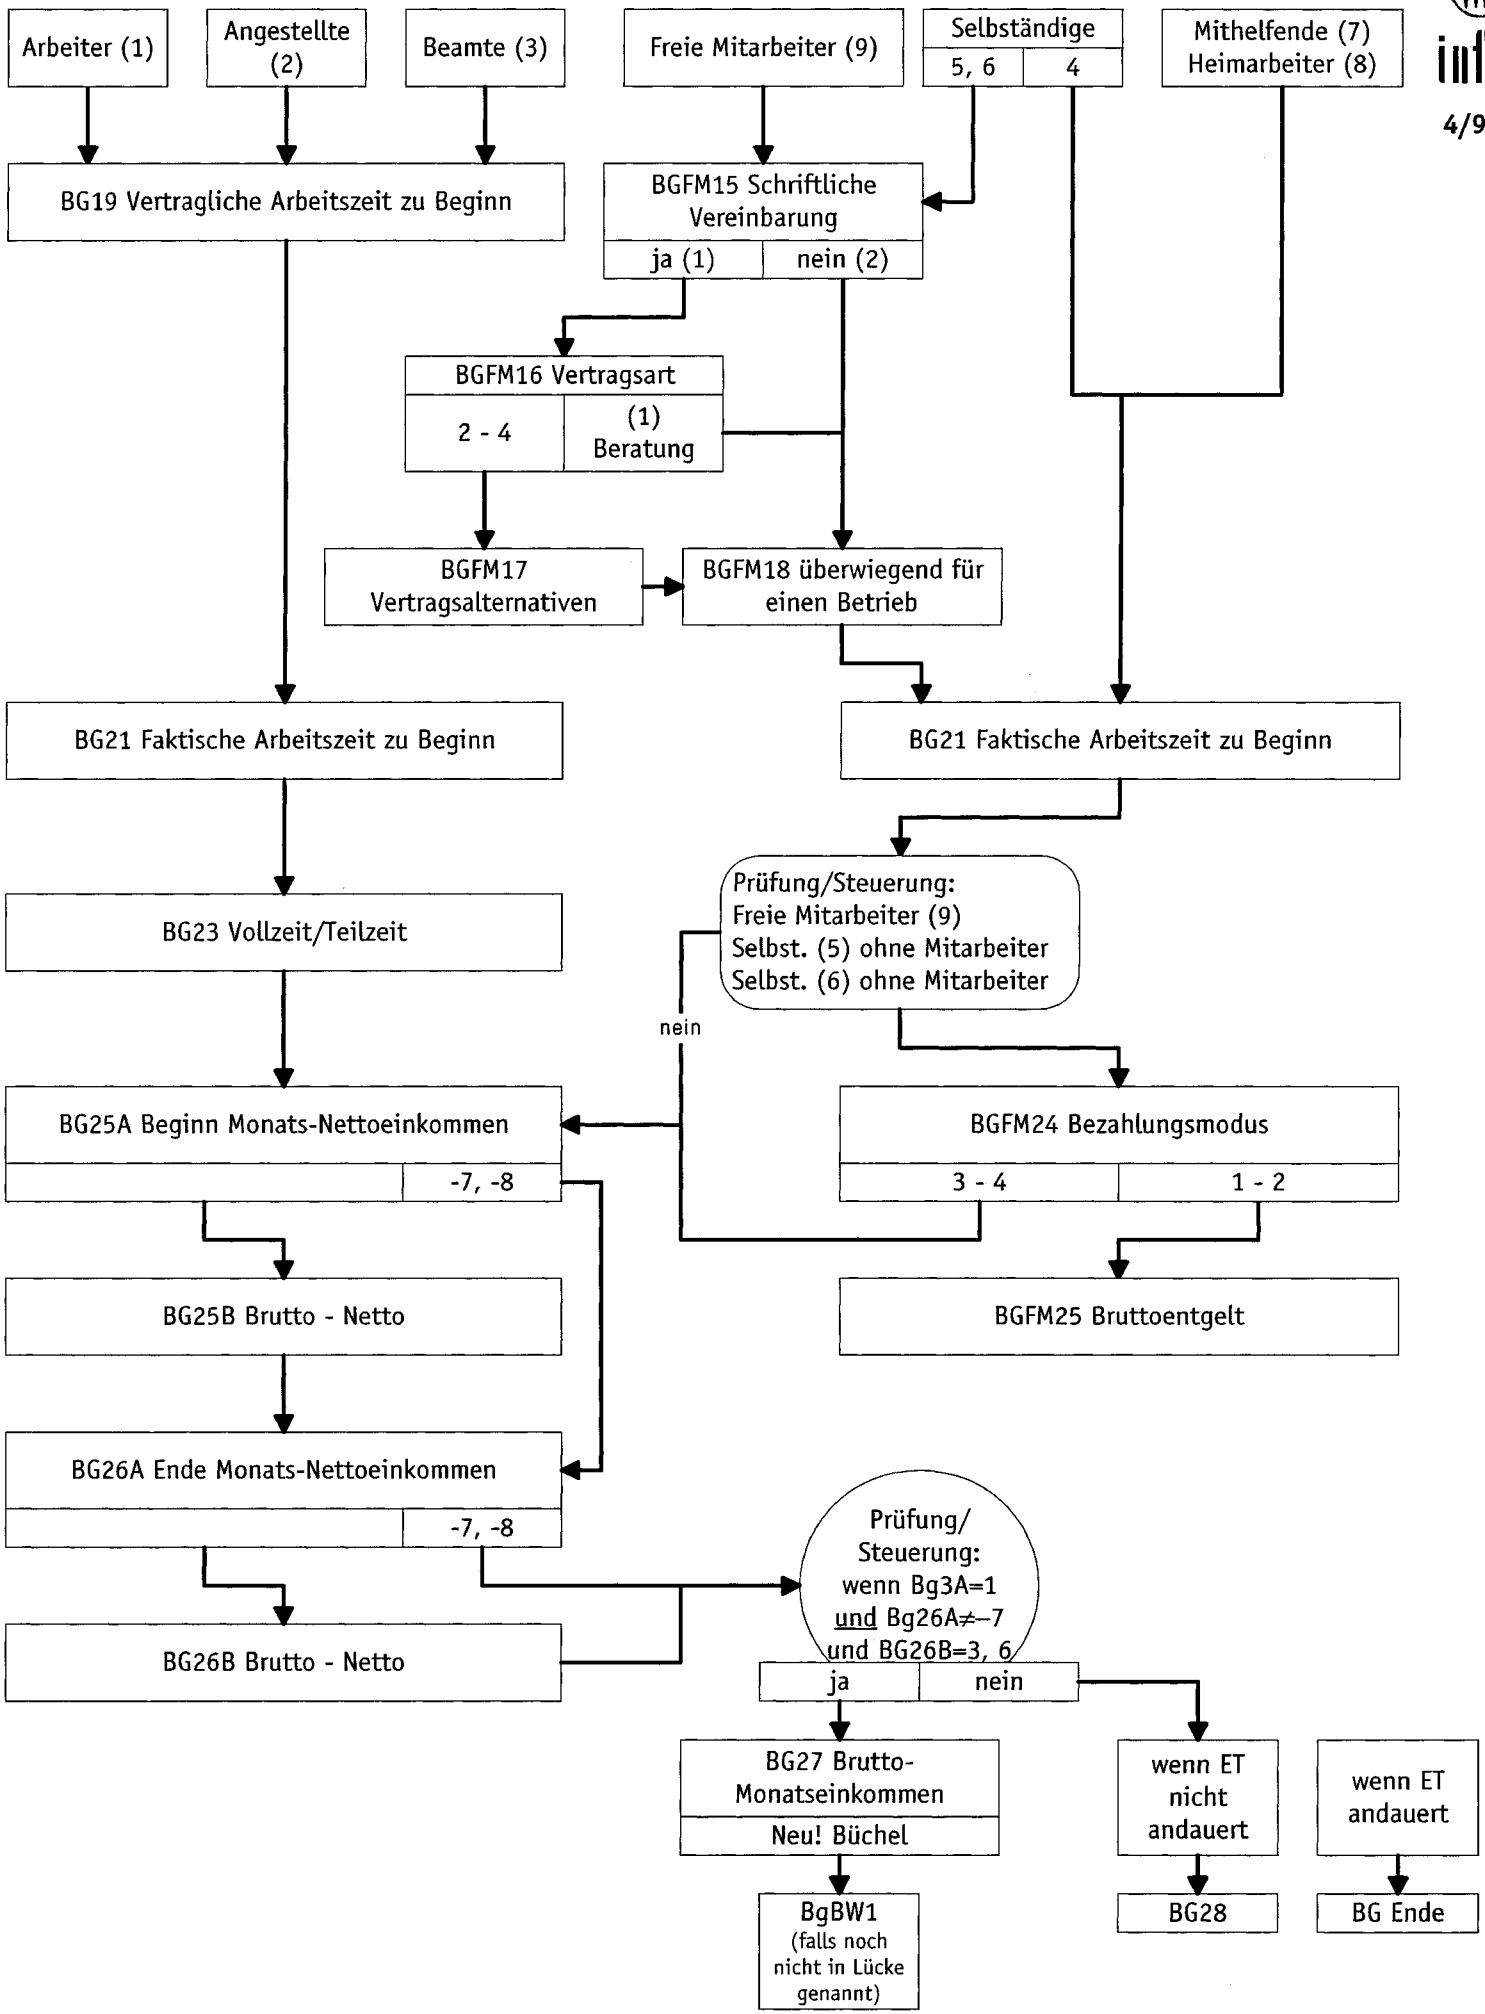 Arbeiter (1)
Angestellte
(2)
Beamte (3)
Freie Mitarbeiter (9)
Selbständige
5, 6
4
Mithelfende (7)
Heimarbeiter (8)
4/9
BG19 Vertragliche Arbeitszeit zu Beginn
BGFM15 Schriftliche
Vereinbarung
ja (1)
nein (2)
BGFM16 Vertragsart
2 - 4
(1)
Beratung
BGFM17
Vertragsalternativen
BGFM18 überwiegend für
einen Betrieb
BG21 Faktische Arbeitszeit zu Beginn
BG21 Faktische Arbeitszeit zu Beginn
Prüfung/Steuerung:
Freie Mitarbeiter (9)
Selbst. (5) ohne Mitarbeiter
Selbst. (6) ohne Mitarbeiter
BG23 Vollzeit/Teilzeit
nein
BG25A Beginn Monats-Nettoeinkommen
-7, -8
BGFM24 Bezahlungsmodus
3 - 4
1 - 2
BG25B Brutto - Netto
BGFM25 Bruttoentgelt
BG26A Ende Monats-Nettoeinkommen
-7, -8
Prüfung/
Steuerung:
wenn Bg3A=1
und Bg26A≠–7
und BG26B=3, 6
ja
nein
BG26B Brutto - Netto
BG27 Brutto-
Monatseinkommen
Neu! Büchel
wenn ET
nicht
andauert
wenn ET
andauert
BgBW1
(falls noch
nicht in Lücke
genannt)
BG28
BG Ende